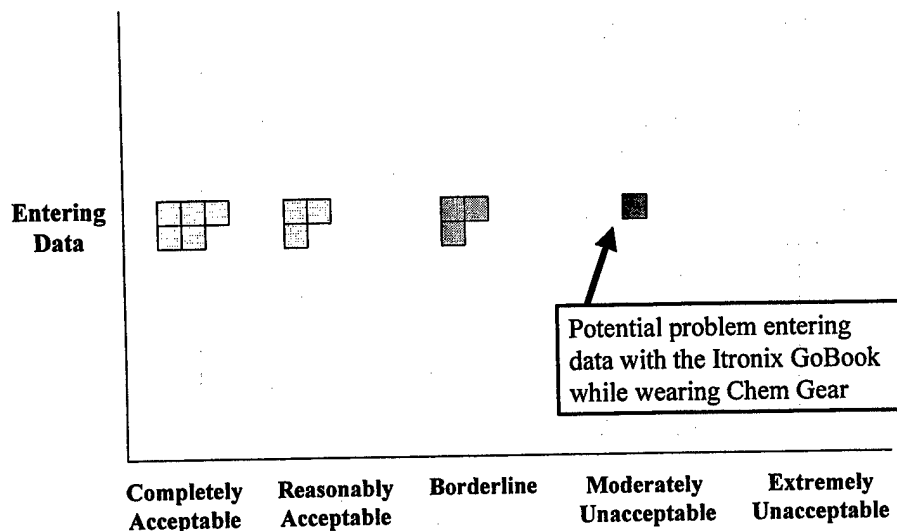 Entering
Data
Potential problem entering
data with the Itronix GoBook
while wearing Chem Gear
Completely
Acceptable
Reasonably
Acceptable
Borderline
Moderately
Unacceptable
Extremely
Unacceptable